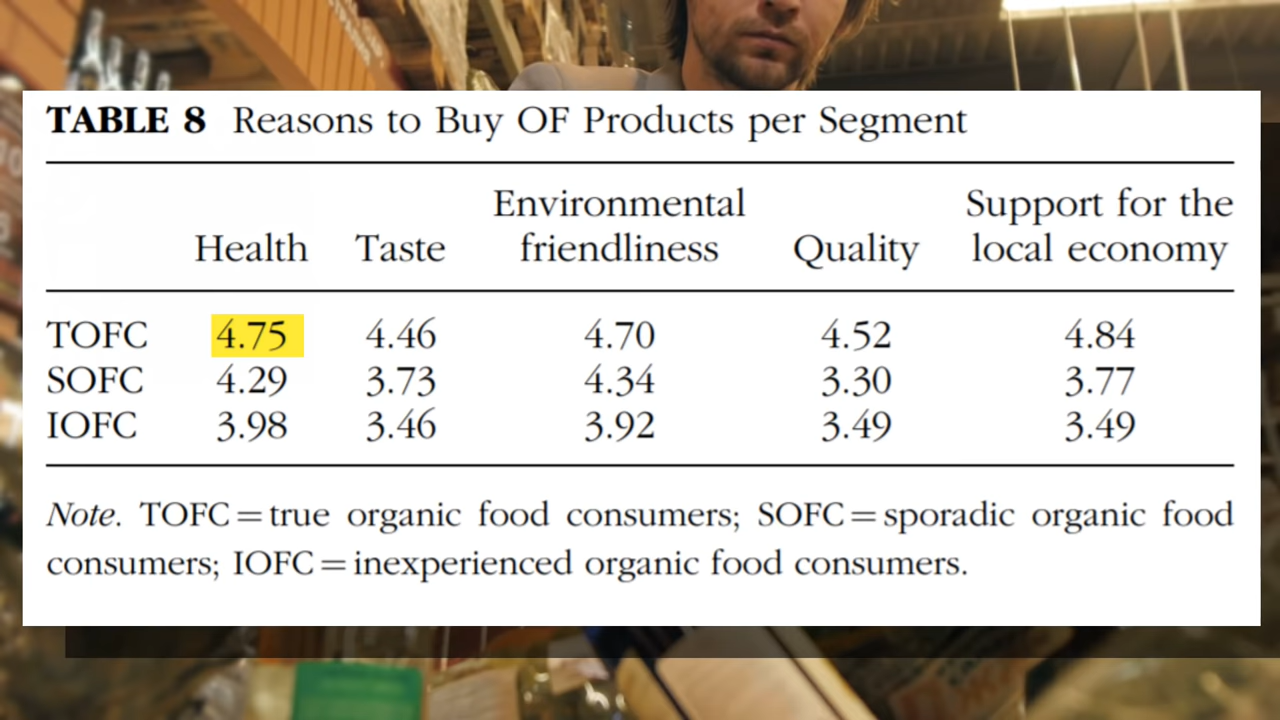 TABLE 8 Reasons to Buy OF Products per Segment
Health Taste Environmental friendliness Quality Support for the local economy
TOFC 4.75 4.46 4.70 4.52 4.84
SOFC 4.29 3.73 4.34 3.30 3.77
IOFC 3.98 3.46 3.92 3.49 3.49
Note. TOFC=true organic food consumers; SOFC=sporadic organic food
consumers; IOFC=inexperienced organic food consumers.